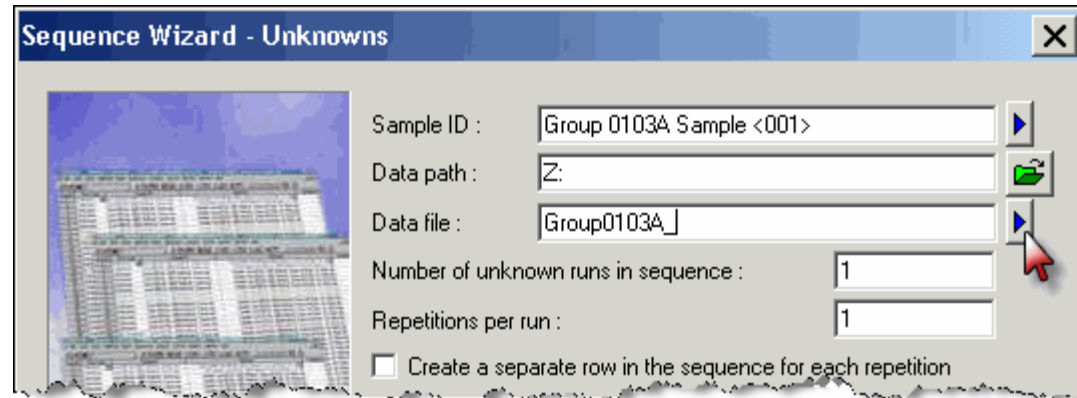 Sequence Wizard - Unknowns
Sample ID : Group 0103A Sample <001>
Data path : Z:
Data file : Group0103A_
Number of unknown runs in sequence : 1
Repetitions per run : 1
Create a separate row in the sequence for each repetition